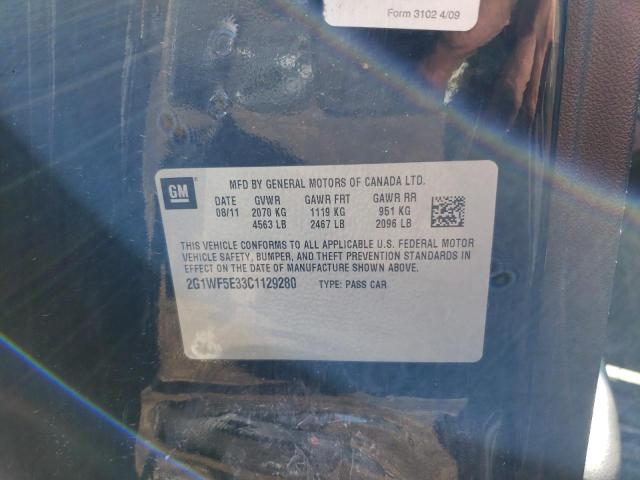 Form 3102 4/09
GM
MFD BY GENERAL MOTORS OF CANADA LTD.
DATE GVWR GAWR FRT GAWR RR
08/11 2070 KG 1119 KG 951 KG
4563 LB 2467 LB 2096 LB
THIS VEHICLE CONFORMS TO ALL APPLICABLE U.S. FEDERAL MOTOR
VEHICLE SAFETY, BUMPER, AND THEFT PREVENTION STANDARDS IN
EFFECT ON THE DATE OF MANUFACTURE SHOWN ABOVE.
2G1WF5E33C1129280 TYPE: PASS CAR